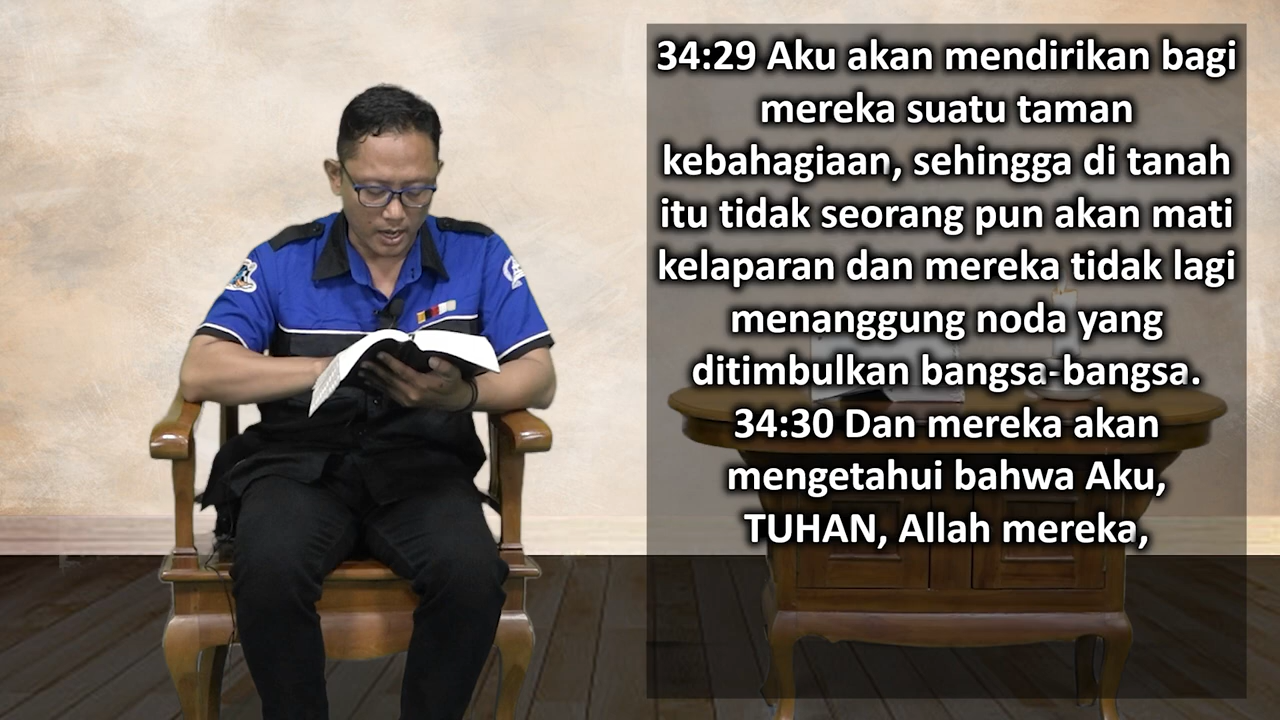 34:29 Aku akan mendirikan bagi
mereka suatu taman
kebahagiaan, sehingga di tanah
itu tidak seorang pun akan mati
kelaparan dan mereka tidak lagi
menanggung noda yang
ditimbulkan bangsa-bangsa.
34:30 Dan mereka akan
mengetahui bahwa Aku,
TUHAN, Allah mereka,